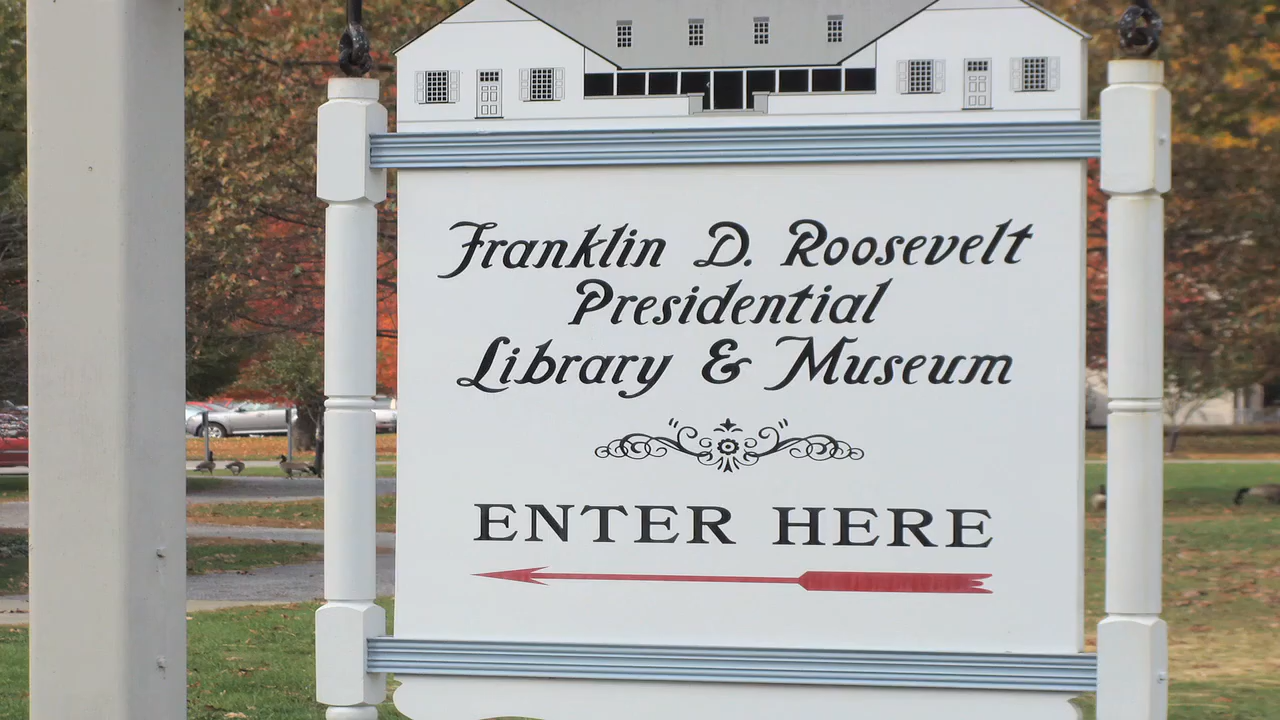 Franklin D. Roosevelt
Presidential
Library & Museum
ENTER HERE